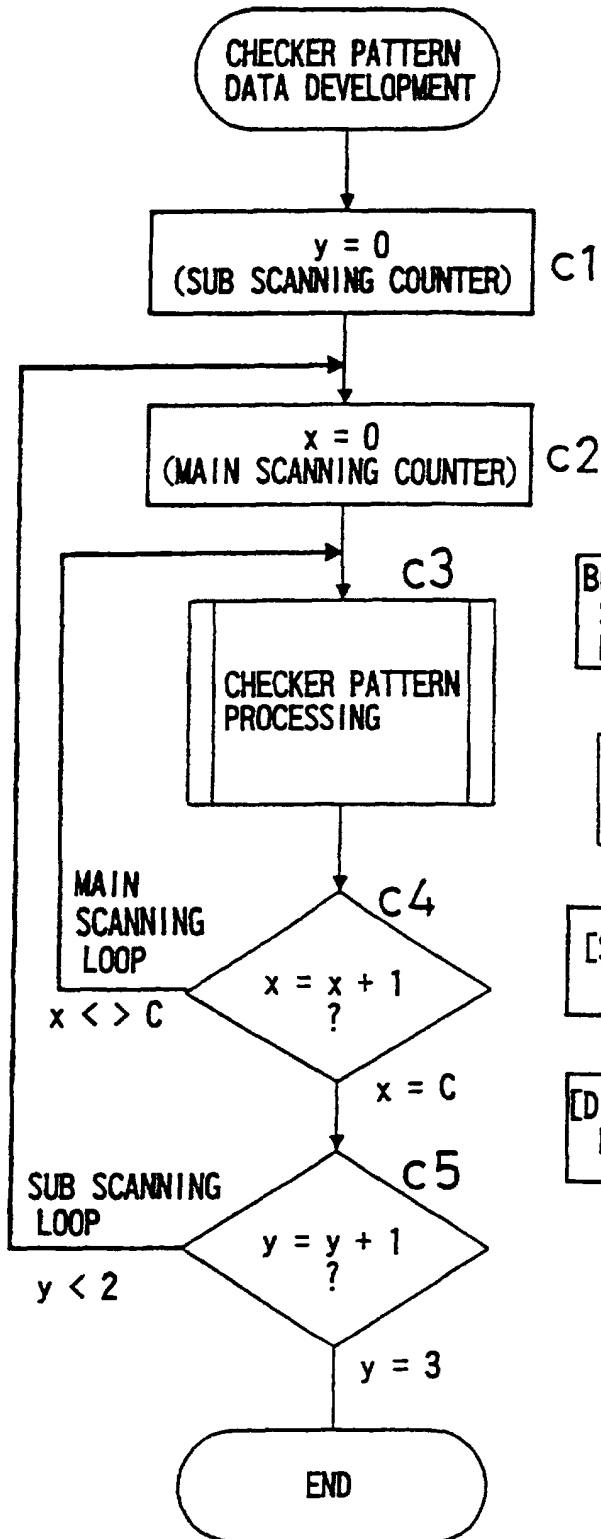 CHECKER PATTERN
DATA DEVELOPMENT
y = 0
(SUB SCANNING COUNTER)
c1
x = 0
(MAIN SCANNING COUNTER)
c2
c3
CHECKER PATTERN
PROCESSING
MAIN
SCANNING
LOOP
c4
x = x + 1
?
x < > C
x = C
c5
SUB SCANNING
LOOP
y = y + 1
?
y < 2
y = 3
END
B
[S
[D